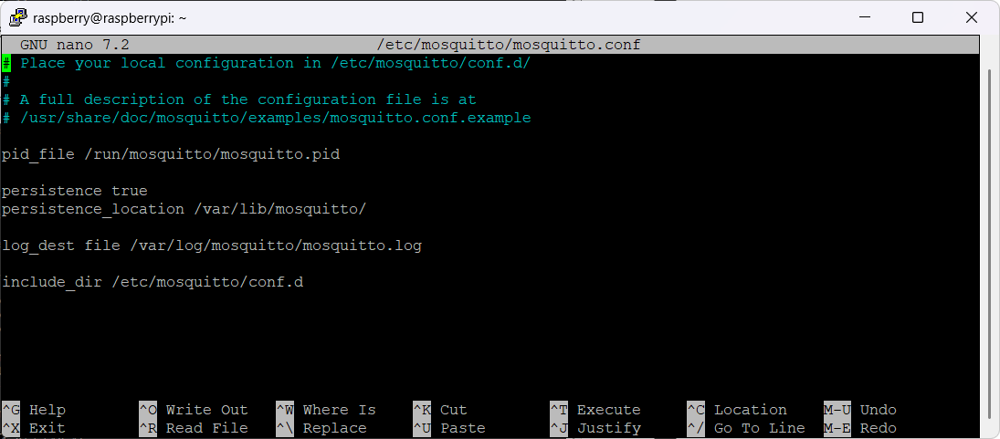 raspberry@raspberrypi: ~
GNU nano 7.2 /etc/mosquitto/mosquitto.conf
# Place your local configuration in /etc/mosquitto/conf.d/
#
# A full description of the configuration file is at
# /usr/share/doc/mosquitto/examples/mosquitto.conf.example
pid_file /run/mosquitto/mosquitto.pid
persistence true
persistence_location /var/lib/mosquitto/
log_dest file /var/log/mosquitto/mosquitto.log
include_dir /etc/mosquitto/conf.d
^G Help ^O Write Out ^W Where Is ^K Cut ^T Execute ^C Location M-U Undo
^X Exit ^R Read File ^\ Replace ^U Paste ^J Justify ^/ Go To Line M-E Redo